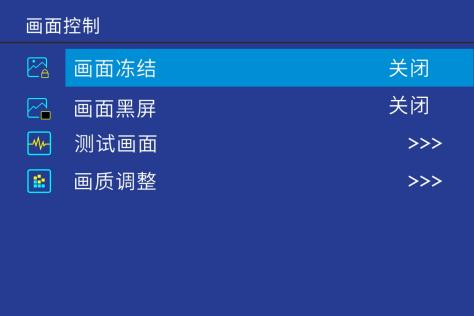 画面控制
画面冻结 关闭
画面黑屏 关闭
测试画面 >>>
画质调整 >>>